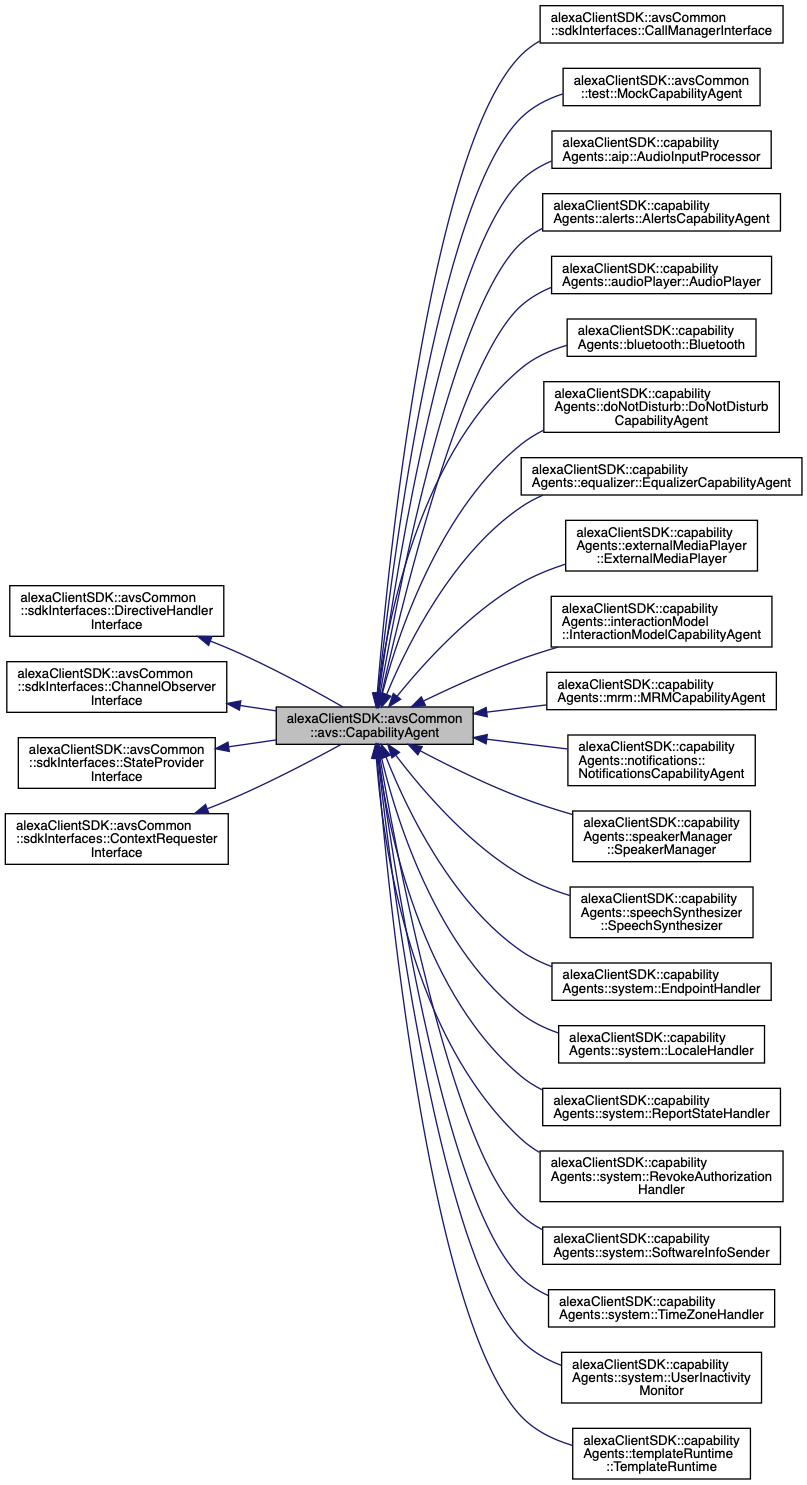 alexaClientSDK::avsCommon
::sdkInterfaces::CallManagerInterface
alexaClientSDK::avsCommon
::test::MockCapabilityAgent
alexaClientSDK::capability
Agents::aip::AudioInputProcessor
alexaClientSDK::capability
Agents::alerts::AlertsCapabilityAgent
alexaClientSDK::capability
Agents::audioPlayer::AudioPlayer
alexaClientSDK::capability
Agents::bluetooth::Bluetooth
alexaClientSDK::capability
Agents::doNotDisturb::DoNotDisturb
CapabilityAgent
alexaClientSDK::capability
Agents::equalizer::EqualizerCapabilityAgent
alexaClientSDK::capability
Agents::externalMediaPlayer
::ExternalMediaPlayer
alexaClientSDK::capability
Agents::interactionModel
::InteractionModelCapabilityAgent
alexaClientSDK::capability
Agents::mrm::MRMCapabilityAgent
alexaClientSDK::capability
Agents::notifications::
NotificationsCapabilityAgent
alexaClientSDK::capability
Agents::speakerManager
::SpeakerManager
alexaClientSDK::capability
Agents::speechSynthesizer
::SpeechSynthesizer
alexaClientSDK::capability
Agents::system::EndpointHandler
alexaClientSDK::capability
Agents::system::LocaleHandler
alexaClientSDK::capability
Agents::system::ReportStateHandler
alexaClientSDK::capability
Agents::system::RevokeAuthorization
Handler
alexaClientSDK::capability
Agents::system::SoftwareInfoSender
alexaClientSDK::capability
Agents::system::TimeZoneHandler
alexaClientSDK::capability
Agents::system::UserInactivity
Monitor
alexaClientSDK::capability
Agents::templateRuntime
::TemplateRuntime
alexaClientSDK::avsCommon
::avs::CapabilityAgent
alexaClientSDK::avsCommon
::sdkInterfaces::DirectiveHandler
Interface
alexaClientSDK::avsCommon
::sdkInterfaces::ChannelObserver
Interface
alexaClientSDK::avsCommon
::sdkInterfaces::StateProvider
Interface
alexaClientSDK::avsCommon
::sdkInterfaces::ContextRequester
Interface